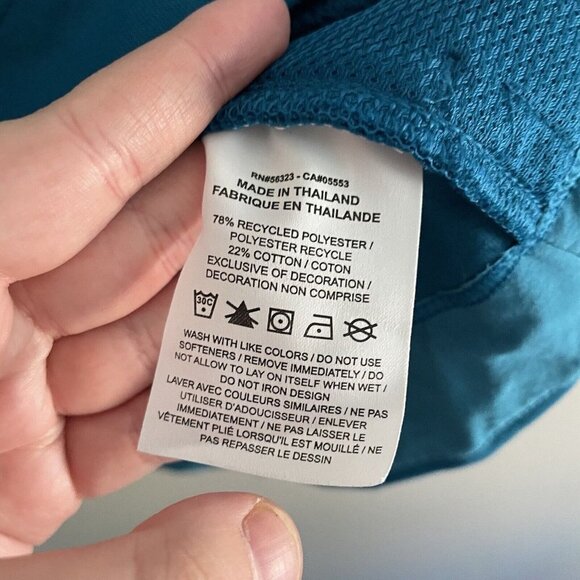 RN#56323 - CA#05553
MADE IN THAILAND
FABRIQUE EN THAILANDE
78% RECYCLED POLYESTER /
POLYESTER RECYCLE
22% COTTON / COTON
EXCLUSIVE OF DECORATION /
DECORATION NON COMPRISE
30C
WASH WITH LIKE COLORS / DO NOT USE
SOFTENERS / REMOVE IMMEDIATELY / DO
NOT ALLOW TO LAY ON ITSELF WHEN WET /
DO NOT IRON DESIGN
LAVER AVEC COULEURS SIMILAIRES / NE PAS
UTILISER D'ADOUCISSEUR / ENLEVER
IMMÉDIATEMENT / NE PAS LAISSER LE
VÊTEMENT PLIÉ LORSQU'IL EST MOUILLÉ / NE
PAS REPASSER LE DESSIN